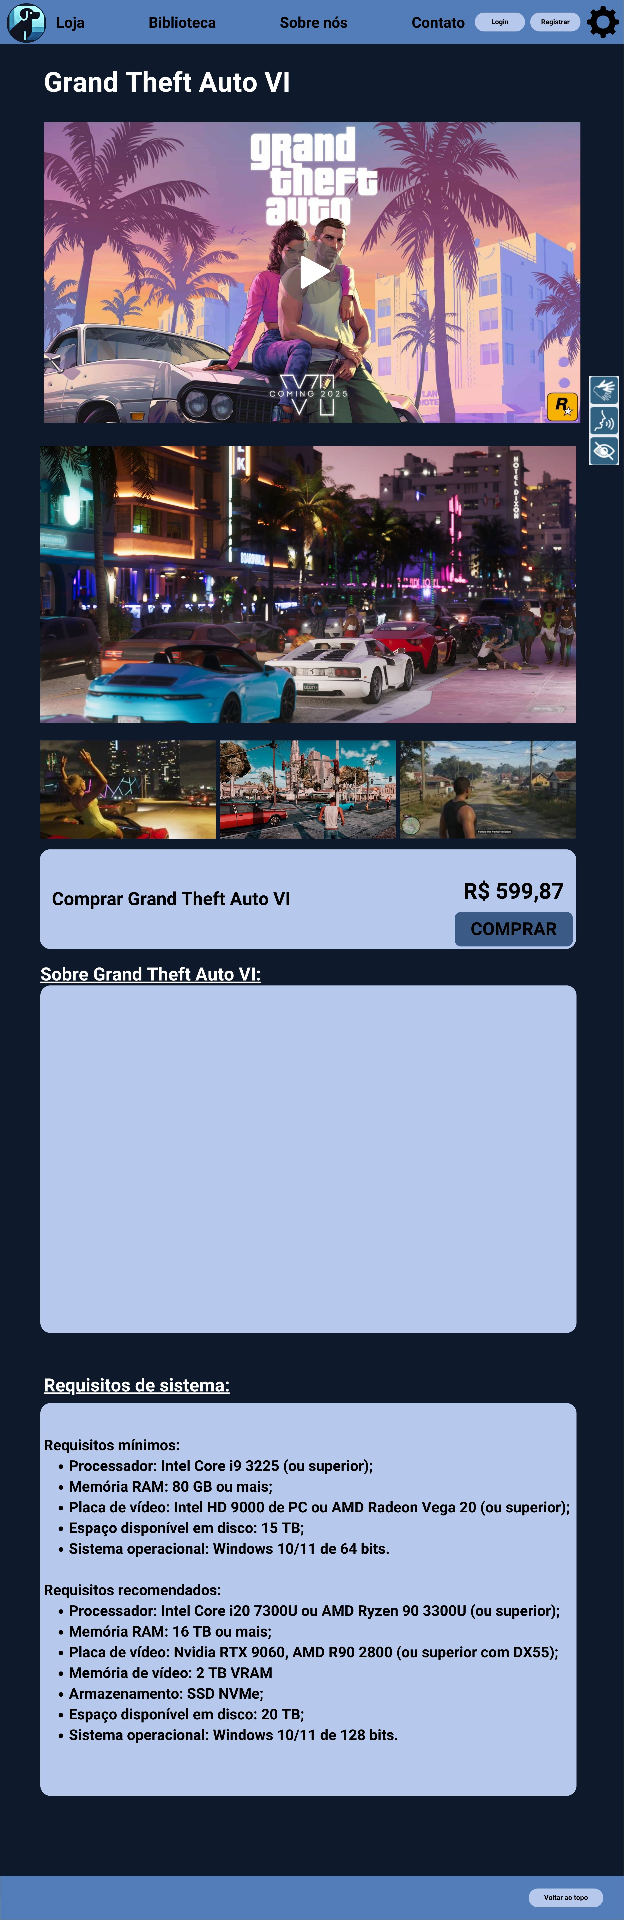 Loja
Biblioteca
Sobre nós
Contato
Login
Registrar
Grand Theft Auto VI
grand
theft
auto
VI
COMING 2025
R
HOTEL DIXON
Comprar Grand Theft Auto VI
R$ 599,87
COMPRAR
Sobre Grand Theft Auto VI:
Requisitos de sistema:
Requisitos mínimos:
• Processador: Intel Core i9 3225 (ou superior);
• Memória RAM: 80 GB ou mais;
• Placa de vídeo: Intel HD 9000 de PC ou AMD Radeon Vega 20 (ou superior);
• Espaço disponível em disco: 15 TB;
• Sistema operacional: Windows 10/11 de 64 bits.
Requisitos recomendados:
• Processador: Intel Core i20 7300U ou AMD Ryzen 90 3300U (ou superior);
• Memória RAM: 16 TB ou mais;
• Placa de vídeo: Nvidia RTX 9060, AMD R90 2800 (ou superior com DX55);
• Memória de vídeo: 2 TB VRAM
• Armazenamento: SSD NVMe;
• Espaço disponível em disco: 20 TB;
• Sistema operacional: Windows 10/11 de 128 bits.
Voltar ao topo